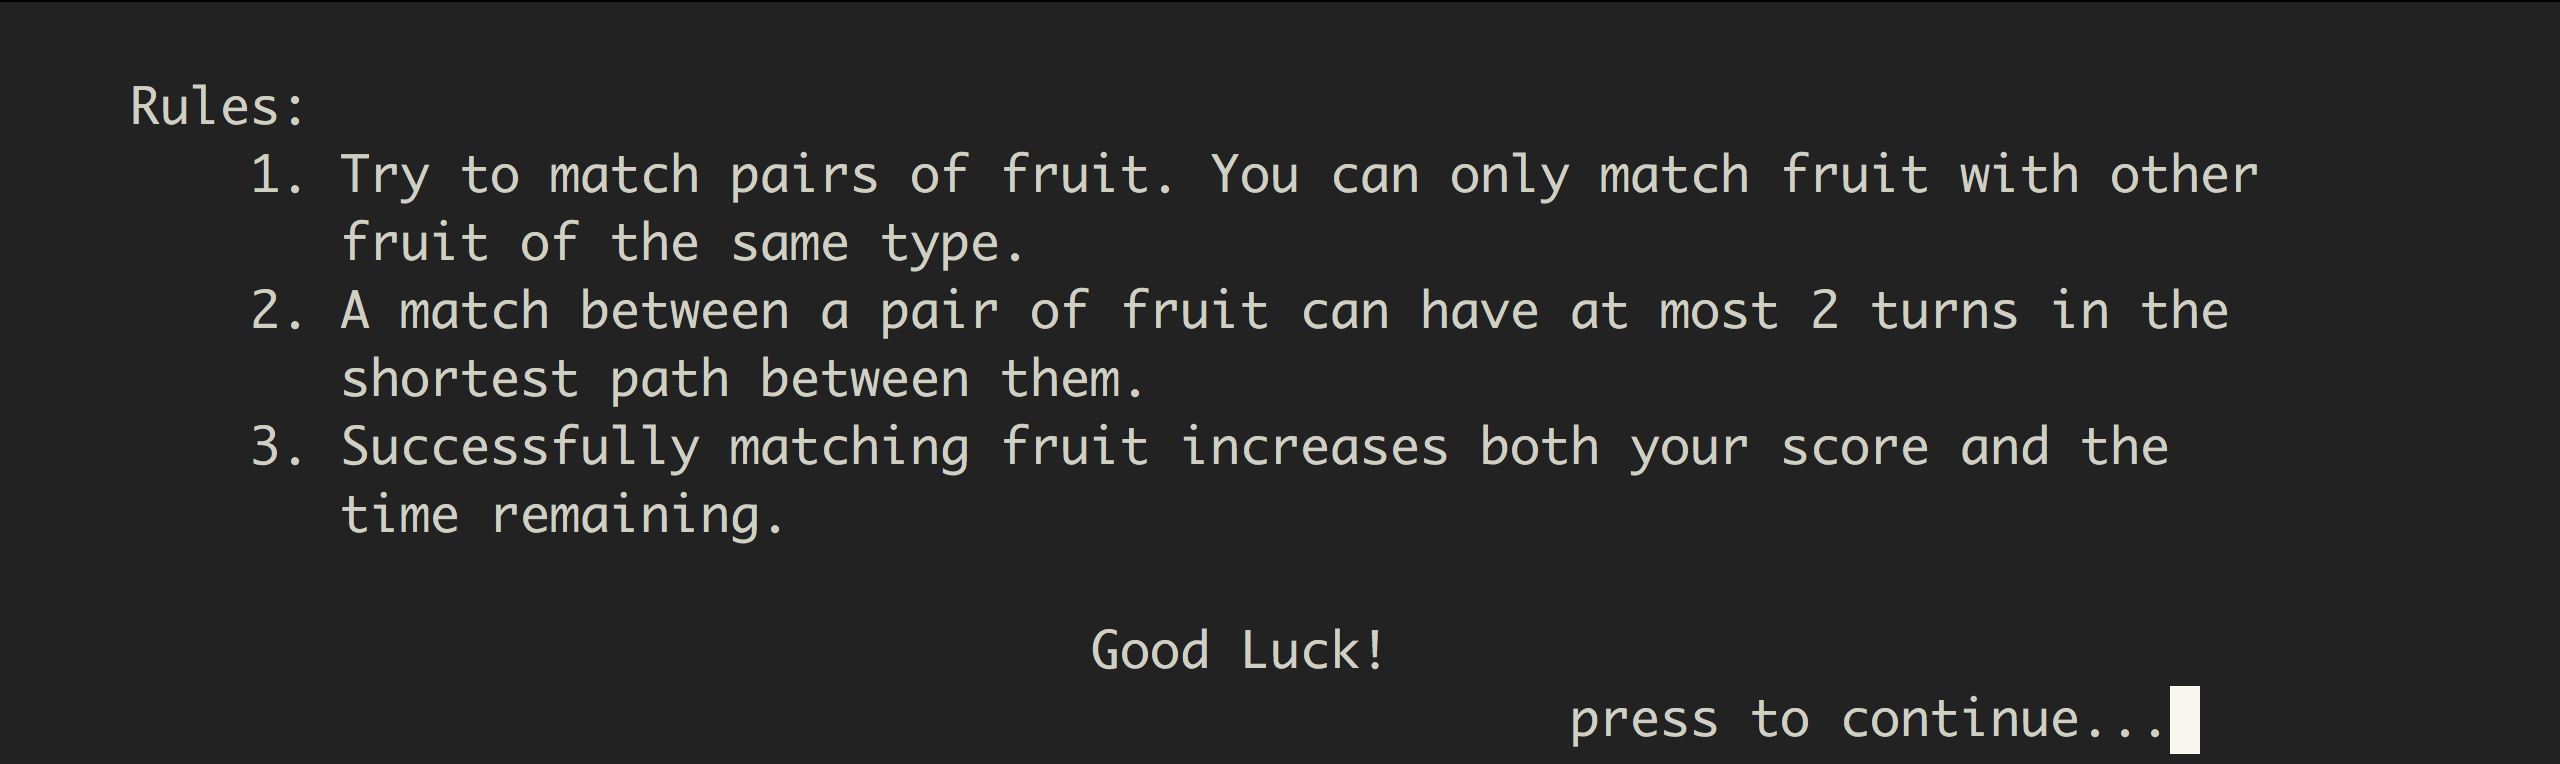 Rules:
1. Try to match pairs of fruit. You can only match fruit with other
fruit of the same type.
2. A match between a pair of fruit can have at most 2 turns in the
shortest path between them.
3. Successfully matching fruit increases both your score and the
time remaining.
Good Luck!
press to continue...